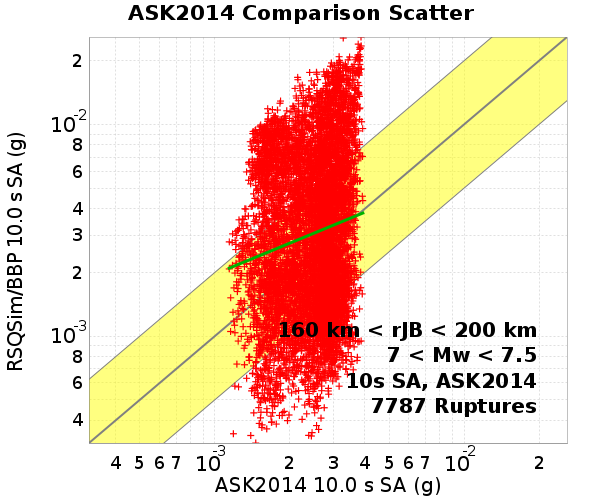 ASK2014 Comparison Scatter
RSQSim/BBP 10.0 s SA (g)
2
10-2
8
6
4
3
2
10-3
8
6
4
160 km < rJB < 200 km
7 < Mw < 7.5
10s SA, ASK2014
7787 Ruptures
4 5 6 7 10-3 2 3 4 5 6 7 10-2 2
ASK2014 10.0 s SA (g)